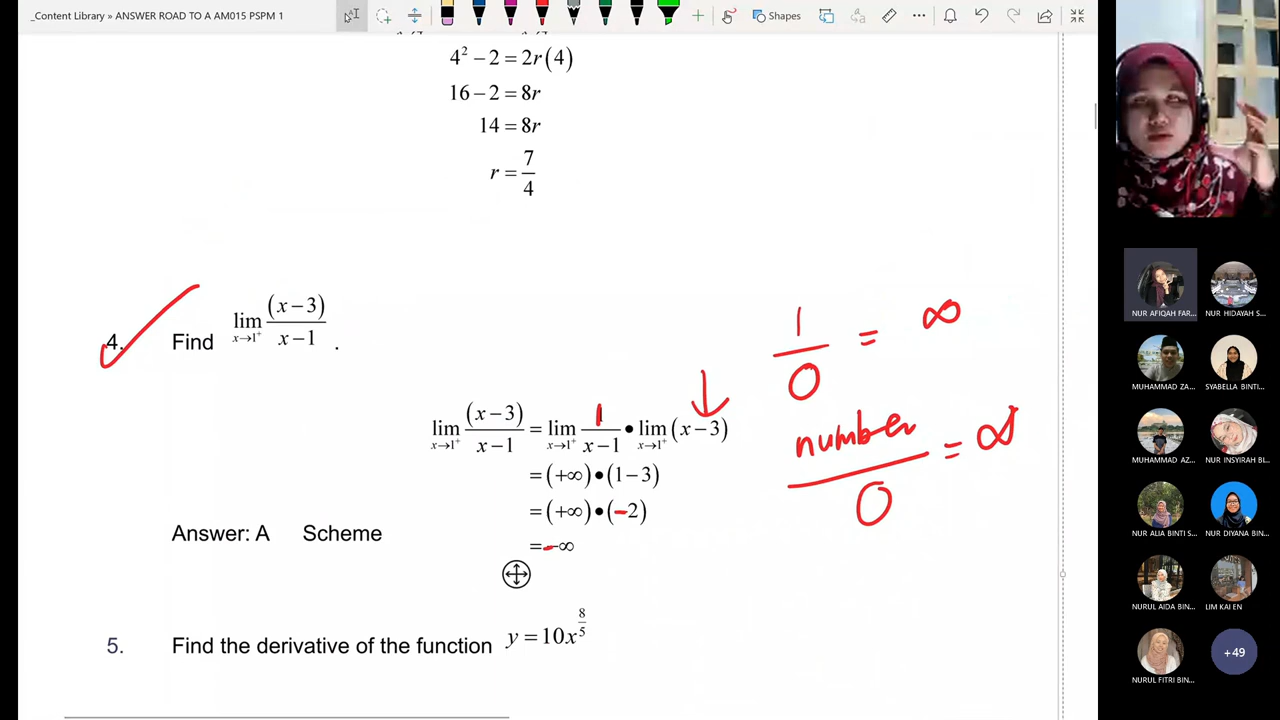 _Content Library » ANSWER ROAD TO A AM015 PSPM 1
Shapes
4² − 2 = 2r(4)
16 − 2 = 8r
14 = 8r
r = 7/4
4. Find lim x→1⁺ (x − 3)/(x − 1) .
lim x→1⁺ (x − 3)/(x − 1) = lim x→1⁺ 1/(x − 1) • lim x→1⁺ (x − 3)
= (+∞) • (1 − 3)
= (+∞) • (−2)
= −∞
Answer: A Scheme
1/0 = ∞
number/0 = ∞
5. Find the derivative of the function y = 10x^(8/5)
NUR AFIQAH FAR...
NUR HIDAYAH S...
MUHAMMAD ZA...
SYABELLA BINTI...
MUHAMMAD AZ...
NUR INSYIRAH BI...
NUR ALIA BINTI S...
NUR DIYANA BIN...
NURUL AIDA BIN...
LIM KAI EN
NURUL FITRI BIN...
+49